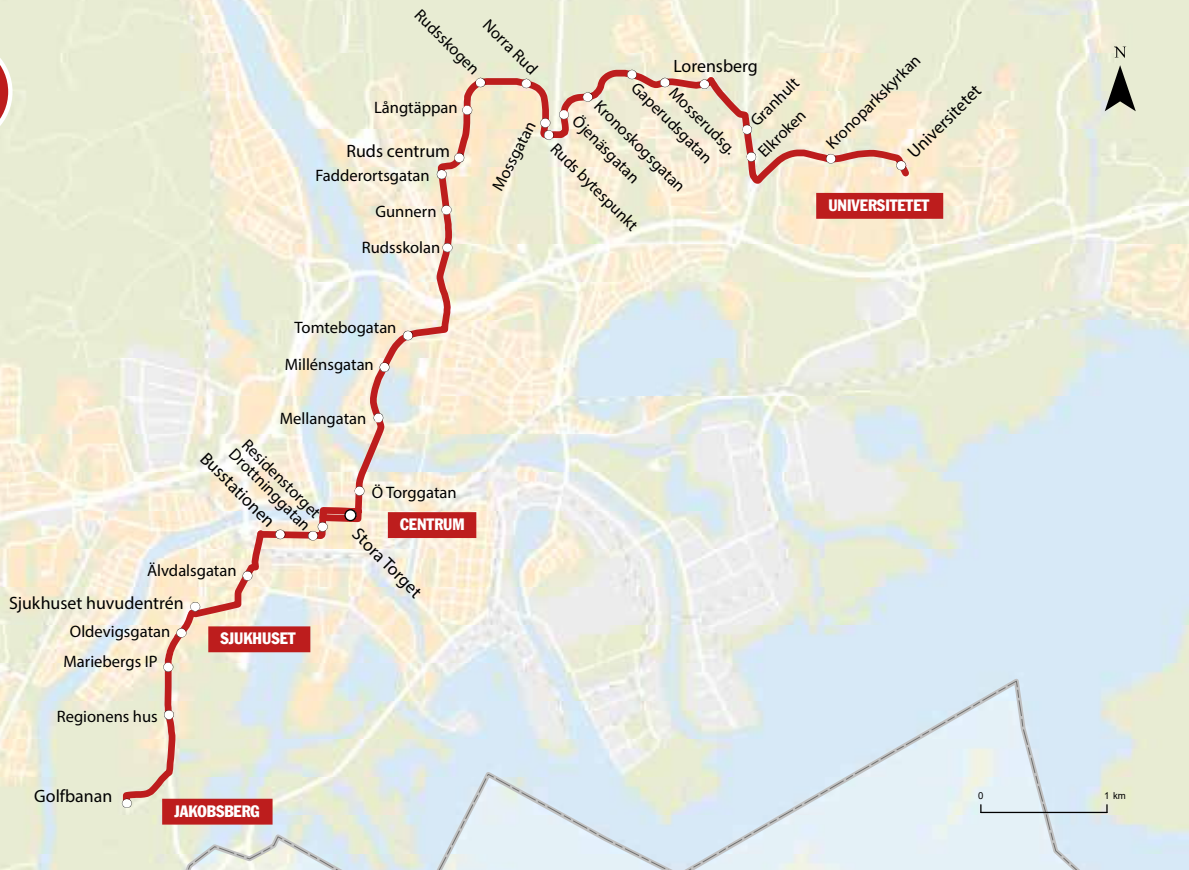 Rudsskogen
Norra Rud
N
Lorensberg
Långtäppan
Gaperudsgatan
Mosserudsg.
Granhult
Kronoparkskyrkan
Universitetet
Kronoskogsgatan
Öjenäsgatan
Elkroken
Mossgatan
Ruds bytespunkt
Ruds centrum
Fadderortsgatan
UNIVERSITETET
Gunnern
Rudsskolan
Tomtebogatan
Millénsgatan
Mellangatan
Residenstorget
Drottninggatan
Busstationen
Ö Torggatan
CENTRUM
Stora Torget
Älvdalsgatan
Sjukhuset huvudentrén
Oldevigsgatan
SJUKHUSET
Mariebergs IP
Regionens hus
Golfbanan
JAKOBSBERG
0 1 km